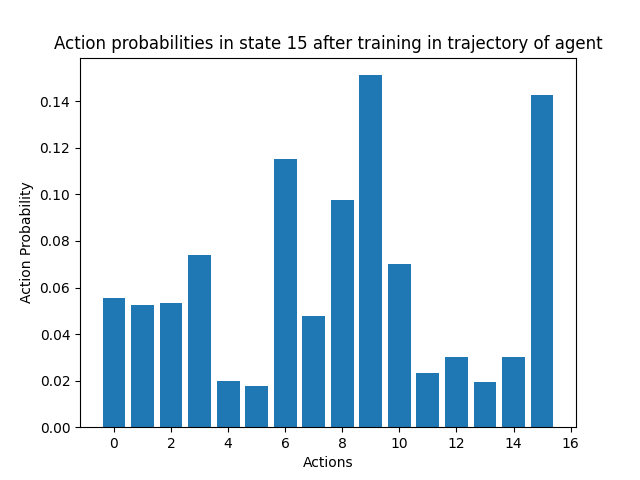 Action probabilities in state 15 after training in trajectory of agent
0.14
0.12
0.10
0.08
0.06
0.04
0.02
0.00
Action Probability
0 2 4 6 8 10 12 14 16
Actions